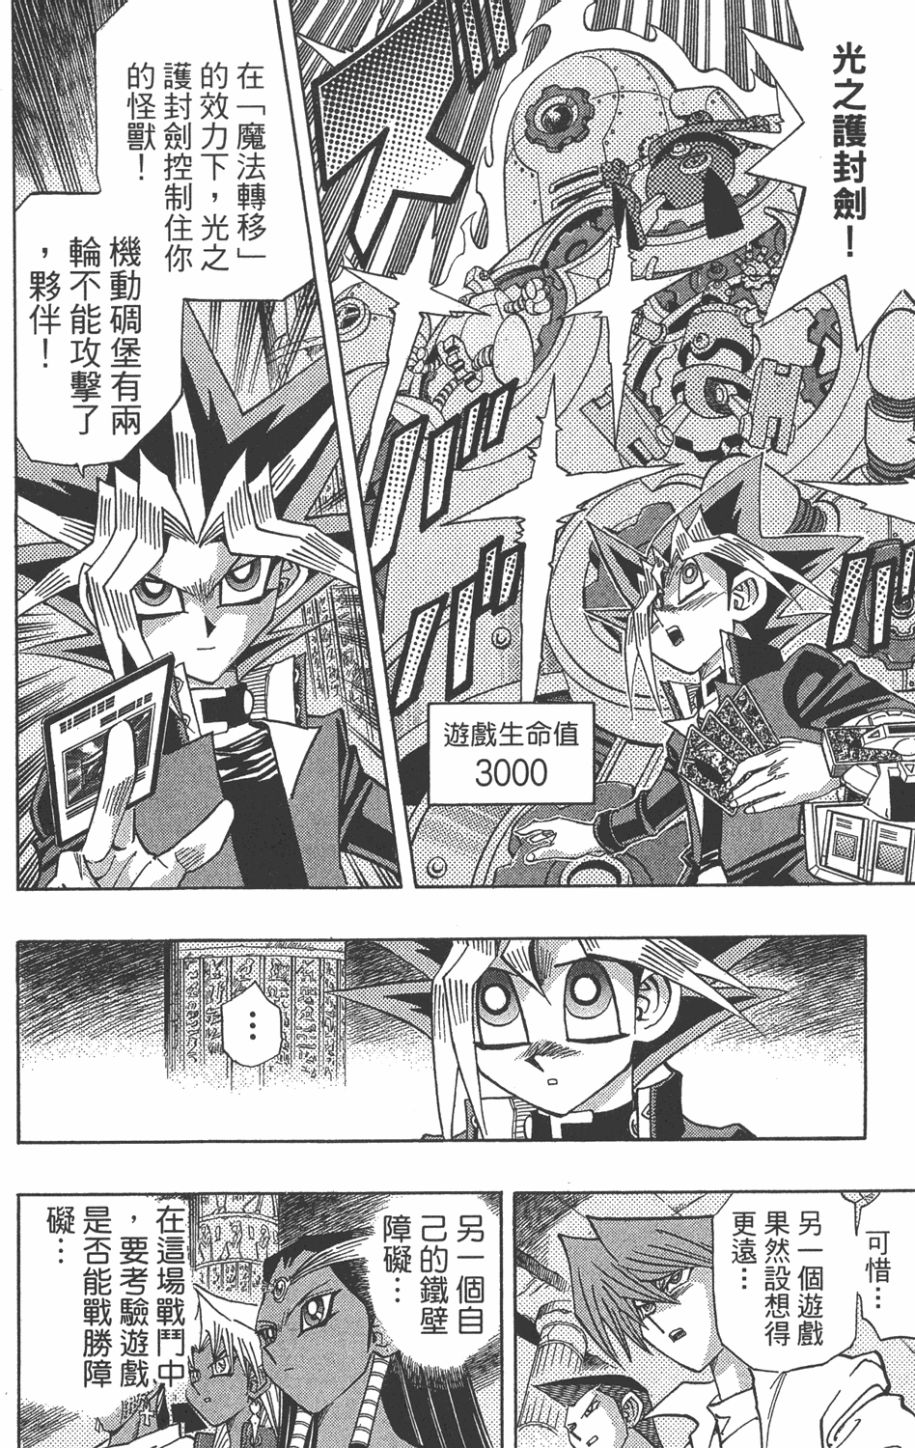 光之護封劍！
遊戲生命值
3000
在「魔法轉移」
的效力下，光之
護封劍控制住你
的怪獸！
機動碉堡有兩
輪不能攻擊了
，夥伴！
…
可惜…
另一個遊戲
果然設想得
更遠…
另一個自
己的鐵壁
障礙…
在這場戰鬥中
，要考驗遊戲
是否能戰勝障
礙…